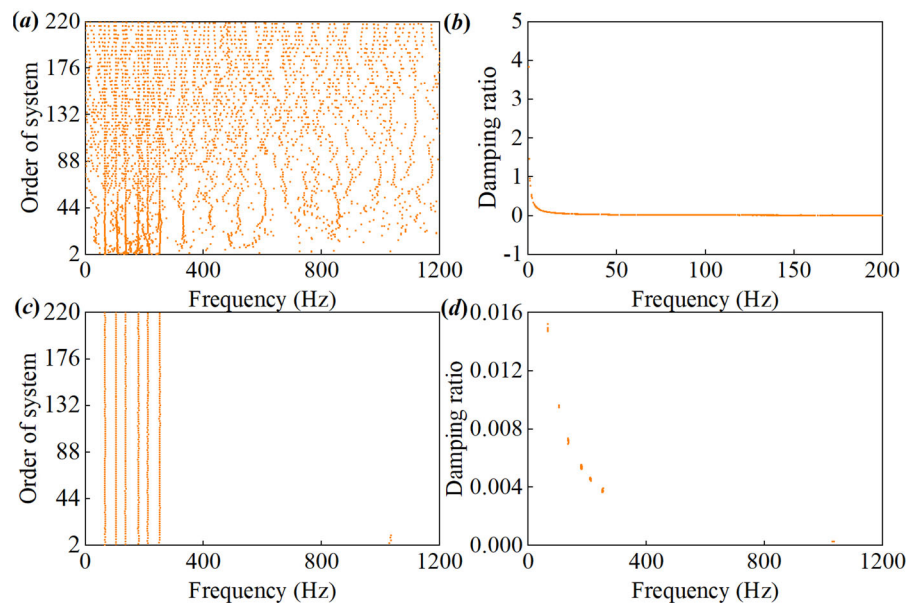 (a)
220
176
132
88
44
2
Order of system
0 400 800 1200
Frequency (Hz)
(b)
5
4
3
2
1
0
-1
Damping ratio
0 50 100 150 200
Frequency (Hz)
(c)
220
176
132
88
44
2
Order of system
0 400 800 1200
Frequency (Hz)
(d)
0.016
0.012
0.008
0.004
0.000
Damping ratio
0 400 800 1200
Frequency (Hz)